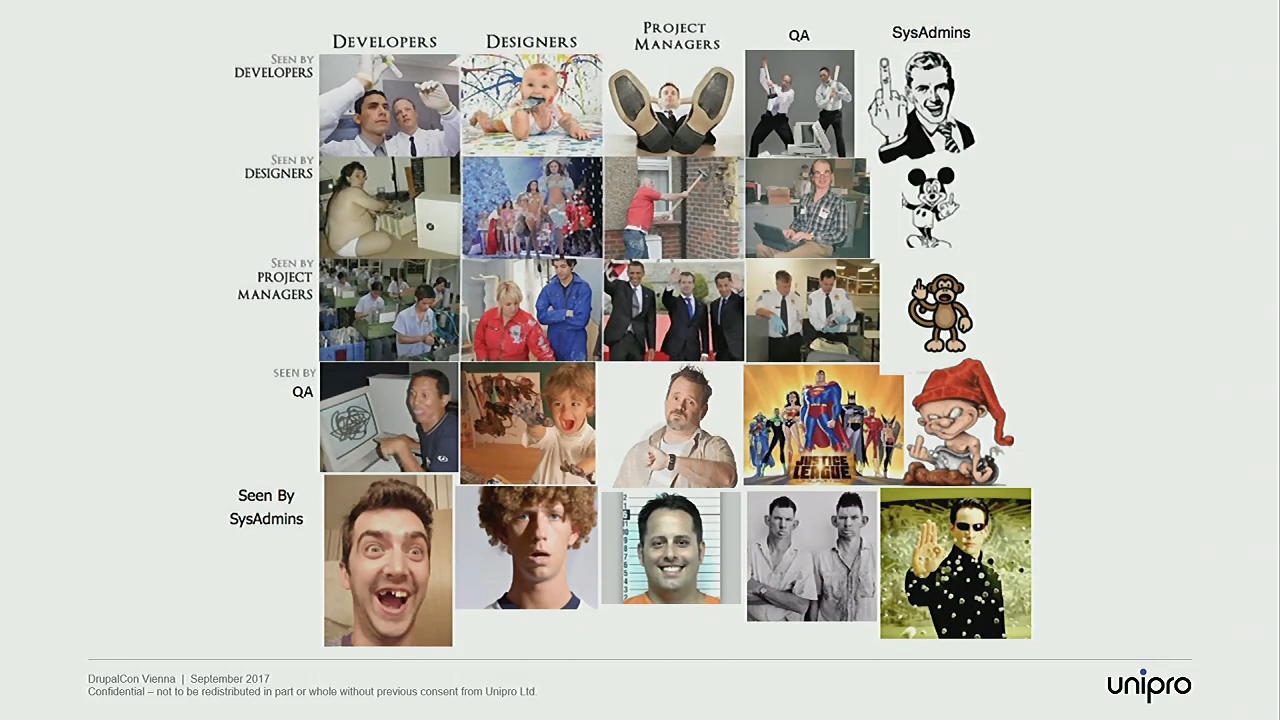 DEVELOPERS
DESIGNERS
PROJECT
MANAGERS
QA
SysAdmins
SEEN BY
DEVELOPERS
SEEN BY
DESIGNERS
SEEN BY
PROJECT
MANAGERS
SEEN BY
QA
JUSTICE
LEAGUE
Seen By
SysAdmins
DrupalCon Vienna | September 2017
Confidential – not to be redistributed in part or whole without previous consent from Unipro Ltd.
unipro